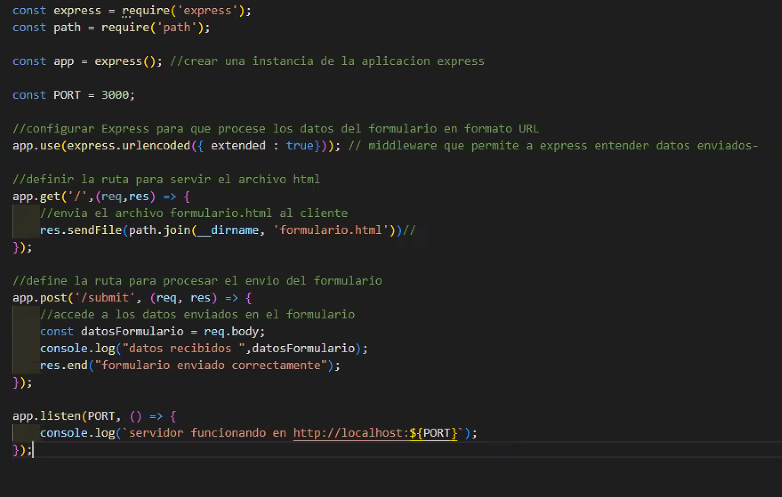 const express = require('express');
const path = require('path');
const app = express(); //crear una instancia de la aplicacion express
const PORT = 3000;
//configurar Express para que procese los datos del formulario en formato URL
app.use(express.urlencoded({ extended : true})); // middleware que permite a express entender datos enviados-
//definir la ruta para servir el archivo html
app.get('/',(req,res) => {
//envia el archivo formulario.html al cliente
res.sendFile(path.join(__dirname, 'formulario.html'))//
});
//define la ruta para procesar el envio del formulario
app.post('/submit', (req, res) => {
//accede a los datos enviados en el formulario
const datosFormulario = req.body;
console.log("datos recibidos ",datosFormulario);
res.end("formulario enviado correctamente");
});
app.listen(PORT, () => {
console.log(`servidor funcionando en http://localhost:${PORT}`);
});